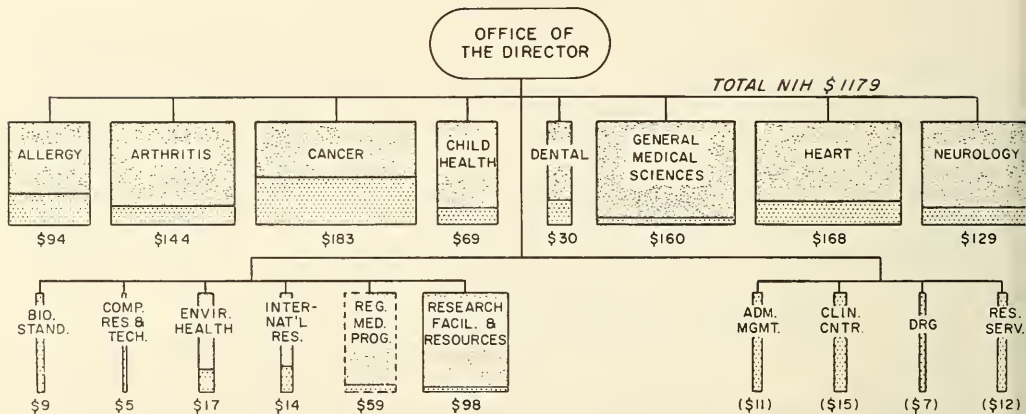 OFFICE OF
THE DIRECTOR
TOTAL NIH $1179
ALLERGY
$94
ARTHRITIS
$144
CANCER
$183
CHILD
HEALTH
$69
DENTAL
$30
GENERAL
MEDICAL
SCIENCES
$160
HEART
$168
NEUROLOGY
$129
BIO.
STAND.
$9
COMP.
RES &
TECH.
$5
ENVIR.
HEALTH
$17
INTER-
NAT'L
RES.
$14
REG.
MED.
PROG.
$59
RESEARCH
FACIL. &
RESOURCES
$98
ADM.
MGMT.
($11)
CLIN.
CNTR.
($15)
DRG
($7)
RES.
SERV.
($12)